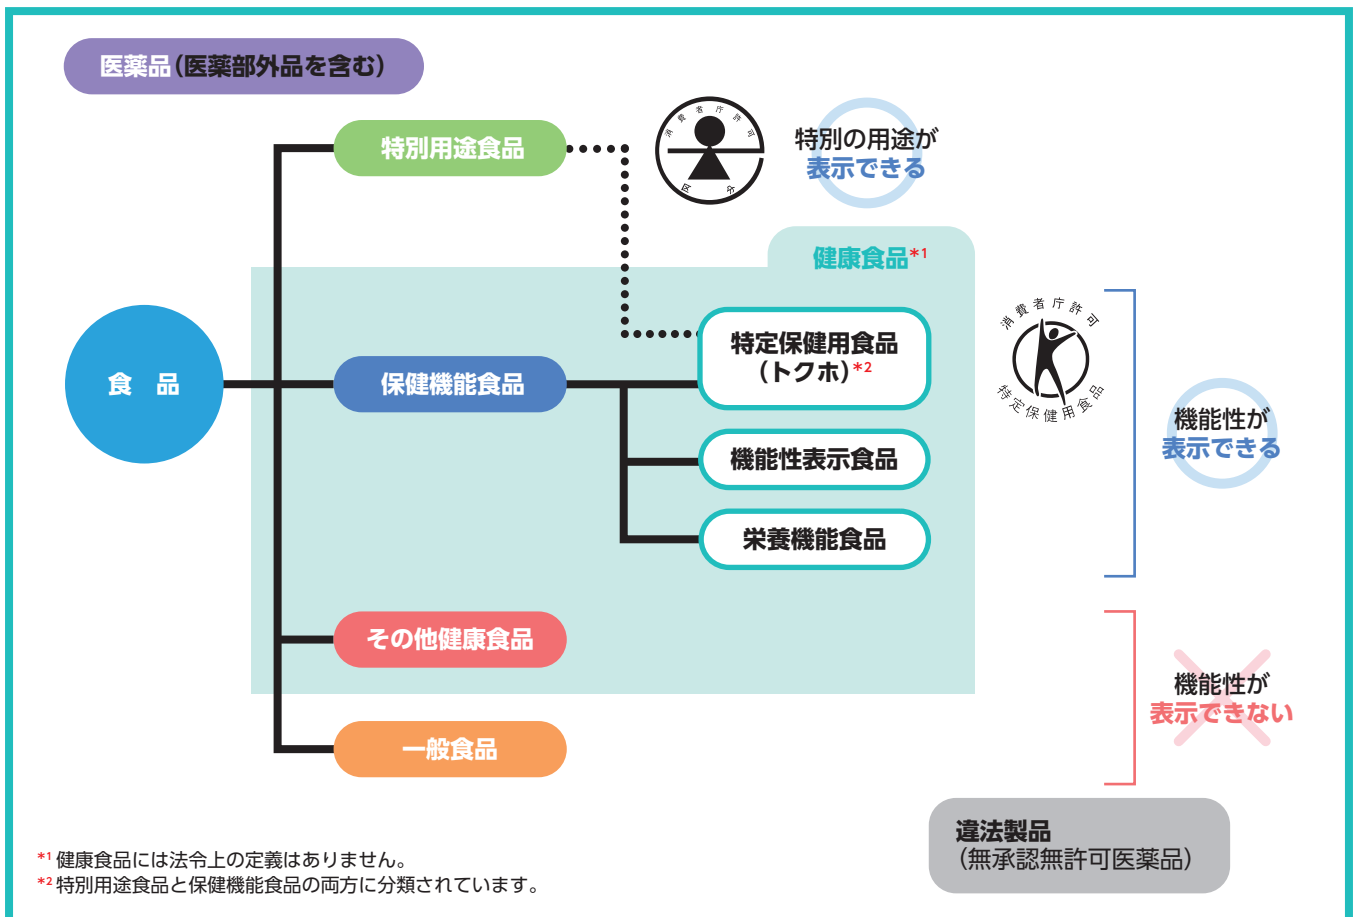 医薬品(医薬部外品を含む)
特別用途食品
消費者庁許可
区分
特別の用途が
表示できる
健康食品*1
食 品
保健機能食品
特定保健用食品
(トクホ)*2
消費者庁許可
特定保健用食品
機能性表示食品
栄養機能食品
機能性が
表示できる
その他健康食品
機能性が
表示できない
一般食品
違法製品
(無承認無許可医薬品)
*1 健康食品には法令上の定義はありません。
*2 特別用途食品と保健機能食品の両方に分類されています。